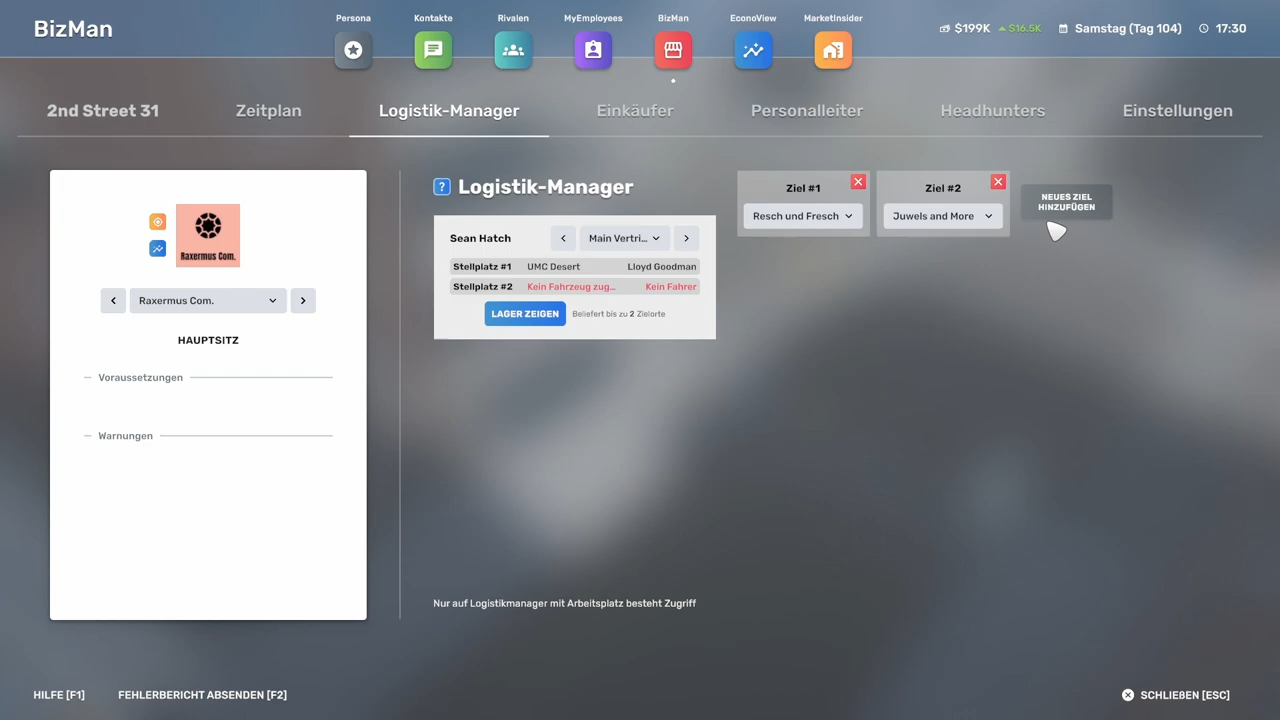 BizMan
Persona
Kontakte
Rivalen
MyEmployees
BizMan
EconoView
MarketInsider
$199K
$16.5K
Samstag (Tag 104)
17:30
2nd Street 31
Zeitplan
Logistik-Manager
Einkäufer
Personalleiter
Headhunters
Einstellungen
Raxermus Com.
Raxermus Com.
HAUPTSITZ
Voraussetzungen
Warnungen
? Logistik-Manager
Sean Hatch
Main Vertri...
Stellplatz #1 UMC Desert Lloyd Goodman
Stellplatz #2 Kein Fahrzeug zug... Kein Fahrer
LAGER ZEIGEN
Beliefert bis zu 2 Zielorte
Ziel #1
Resch und Fresch
Ziel #2
Juwels and More
NEUES ZIEL
HINZUFÜGEN
Nur auf Logistikmanager mit Arbeitsplatz besteht Zugriff
HILFE [F1]
FEHLERBERICHT ABSENDEN [F2]
SCHLIEẞEN [ESC]